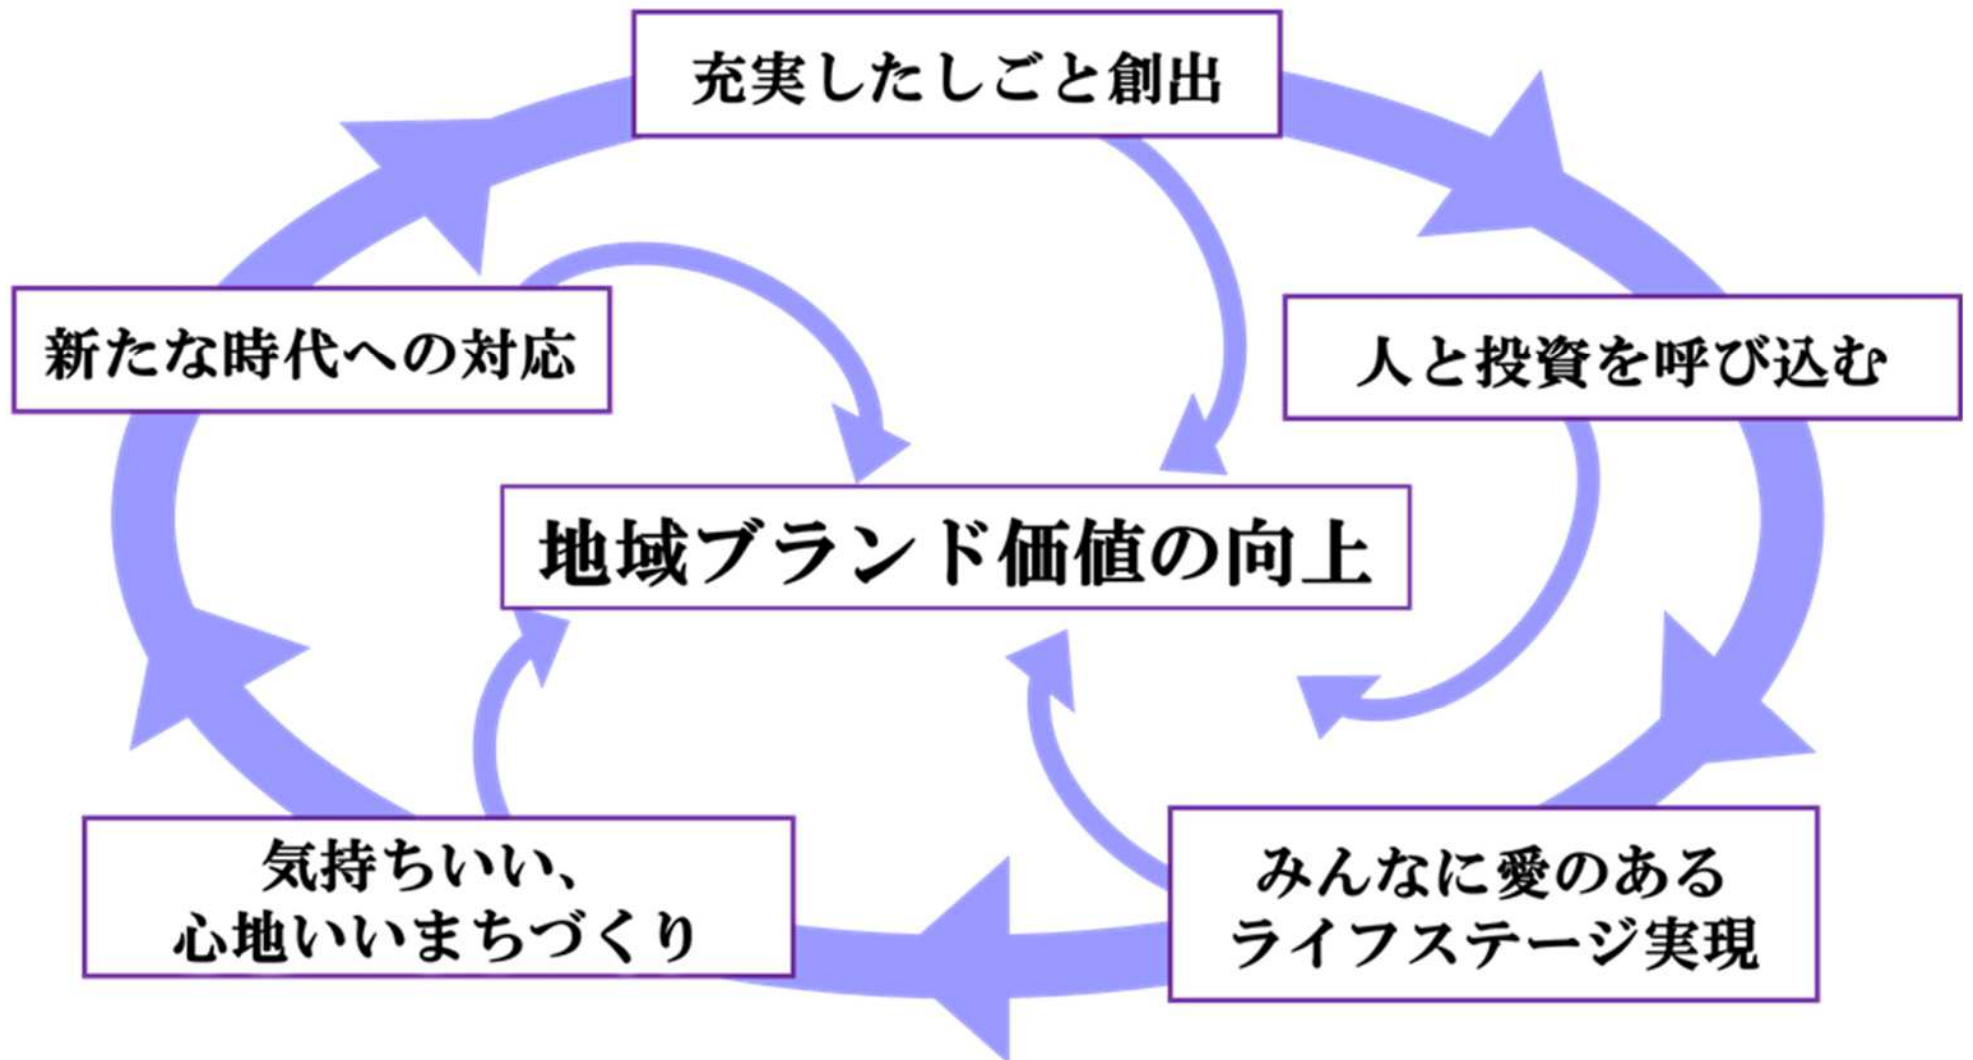 充実したしごと創出
新たな時代への対応
人と投資を呼び込む
地域ブランド価値の向上
気持ちいい、
心地いいまちづくり
みんなに愛のある
ライフステージ実現